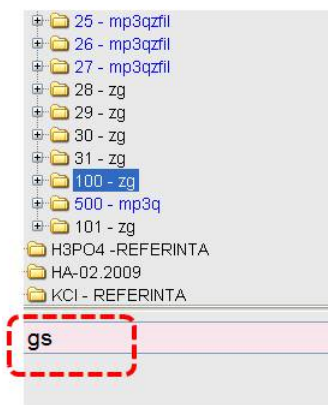 25 - mp3qzfil
26 - mp3qzfil
27 - mp3qzfil
28 - zg
29 - zg
30 - zg
31 - zg
100 - zg
500 - mp3q
101 - zg
H3PO4 -REFERINTA
HA-02.2009
KCl - REFERINTA
gs